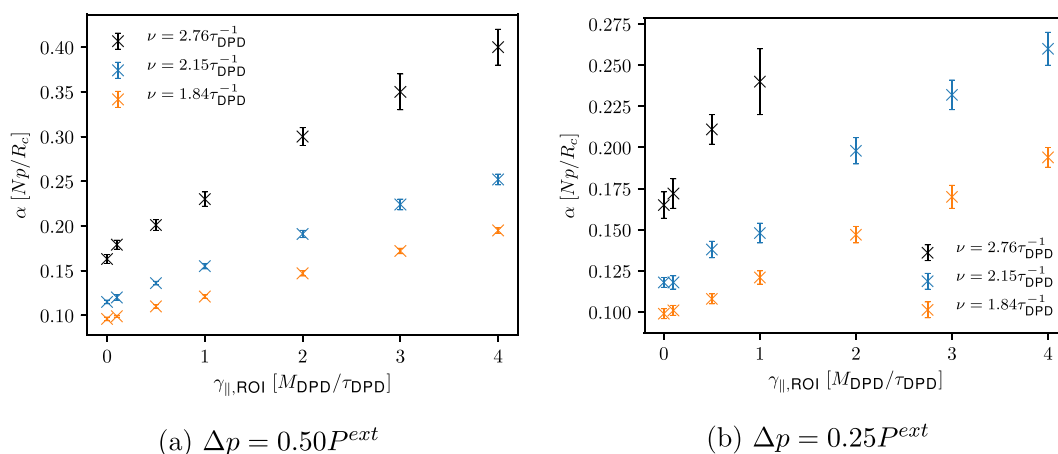 0.40
0.35
0.30
0.25
0.20
0.15
0.10
α [Np/R_c]
ν = 2.76τ_DPD^−1
ν = 2.15τ_DPD^−1
ν = 1.84τ_DPD^−1
0 1 2 3 4
γ_∥,ROI [M_DPD/τ_DPD]
(a) Δp = 0.50P^ext
0.275
0.250
0.225
0.200
0.175
0.150
0.125
0.100
α [Np/R_c]
ν = 2.76τ_DPD^−1
ν = 2.15τ_DPD^−1
ν = 1.84τ_DPD^−1
0 1 2 3 4
γ_∥,ROI [M_DPD/τ_DPD]
(b) Δp = 0.25P^ext